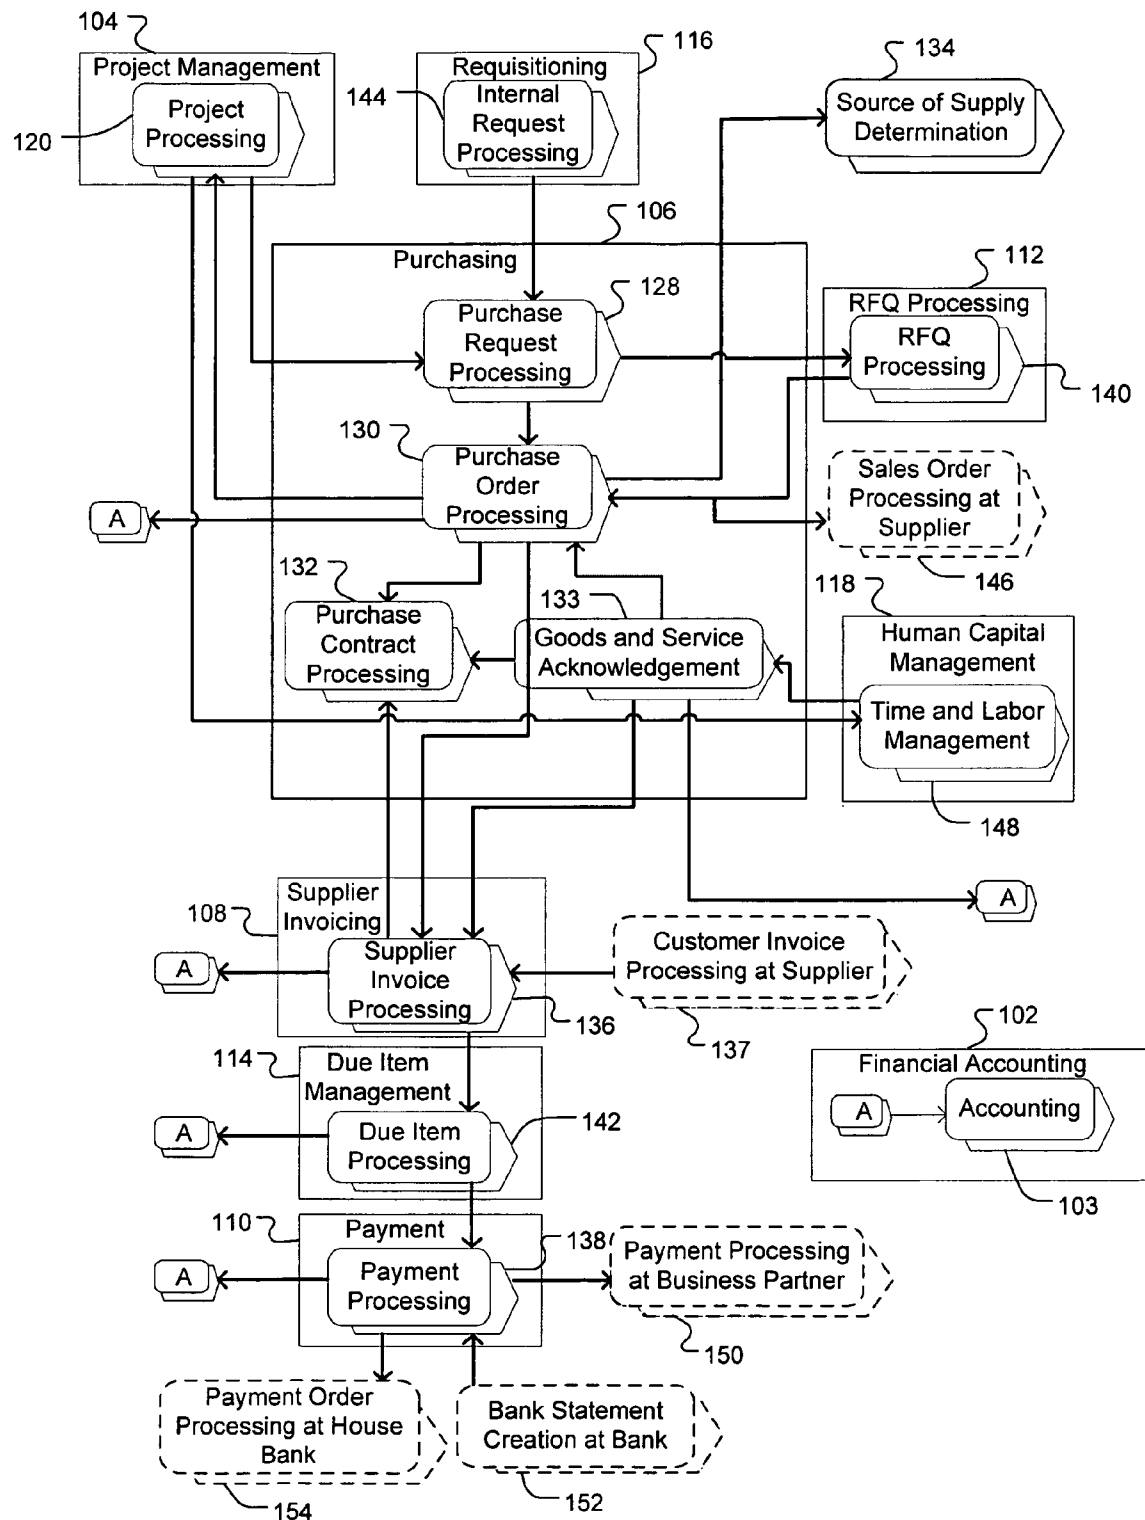 104
Project Management
120
Project
Processing
116
Requisitioning
144
Internal
Request
Processing
134
Source of Supply
Determination
106
Purchasing
128
Purchase
Request
Processing
112
RFQ Processing
RFQ
Processing
140
130
Purchase
Order
Processing
A
Sales Order
Processing at
Supplier
146
132
Purchase
Contract
Processing
133
Goods and Service
Acknowledgement
118
Human Capital
Management
Time and Labor
Management
148
A
108
Supplier
Invoicing
A
Supplier
Invoice
Processing
136
Customer Invoice
Processing at Supplier
137
102
Financial Accounting
A
Accounting
103
114
Due Item
Management
A
Due Item
Processing
142
110
Payment
138
A
Payment
Processing
Payment Processing
at Business Partner
150
Payment Order
Processing at House
Bank
154
Bank Statement
Creation at Bank
152